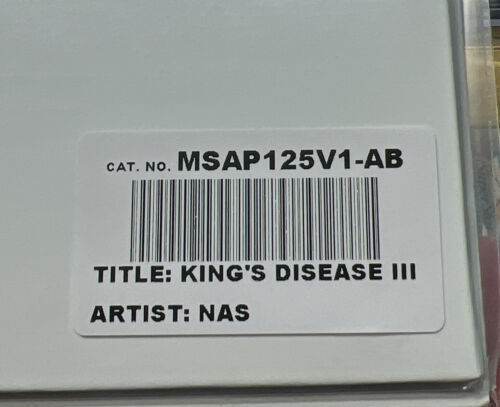 CAT. NO. MSAP125V1-AB
TITLE: KING'S DISEASE III
ARTIST: NAS